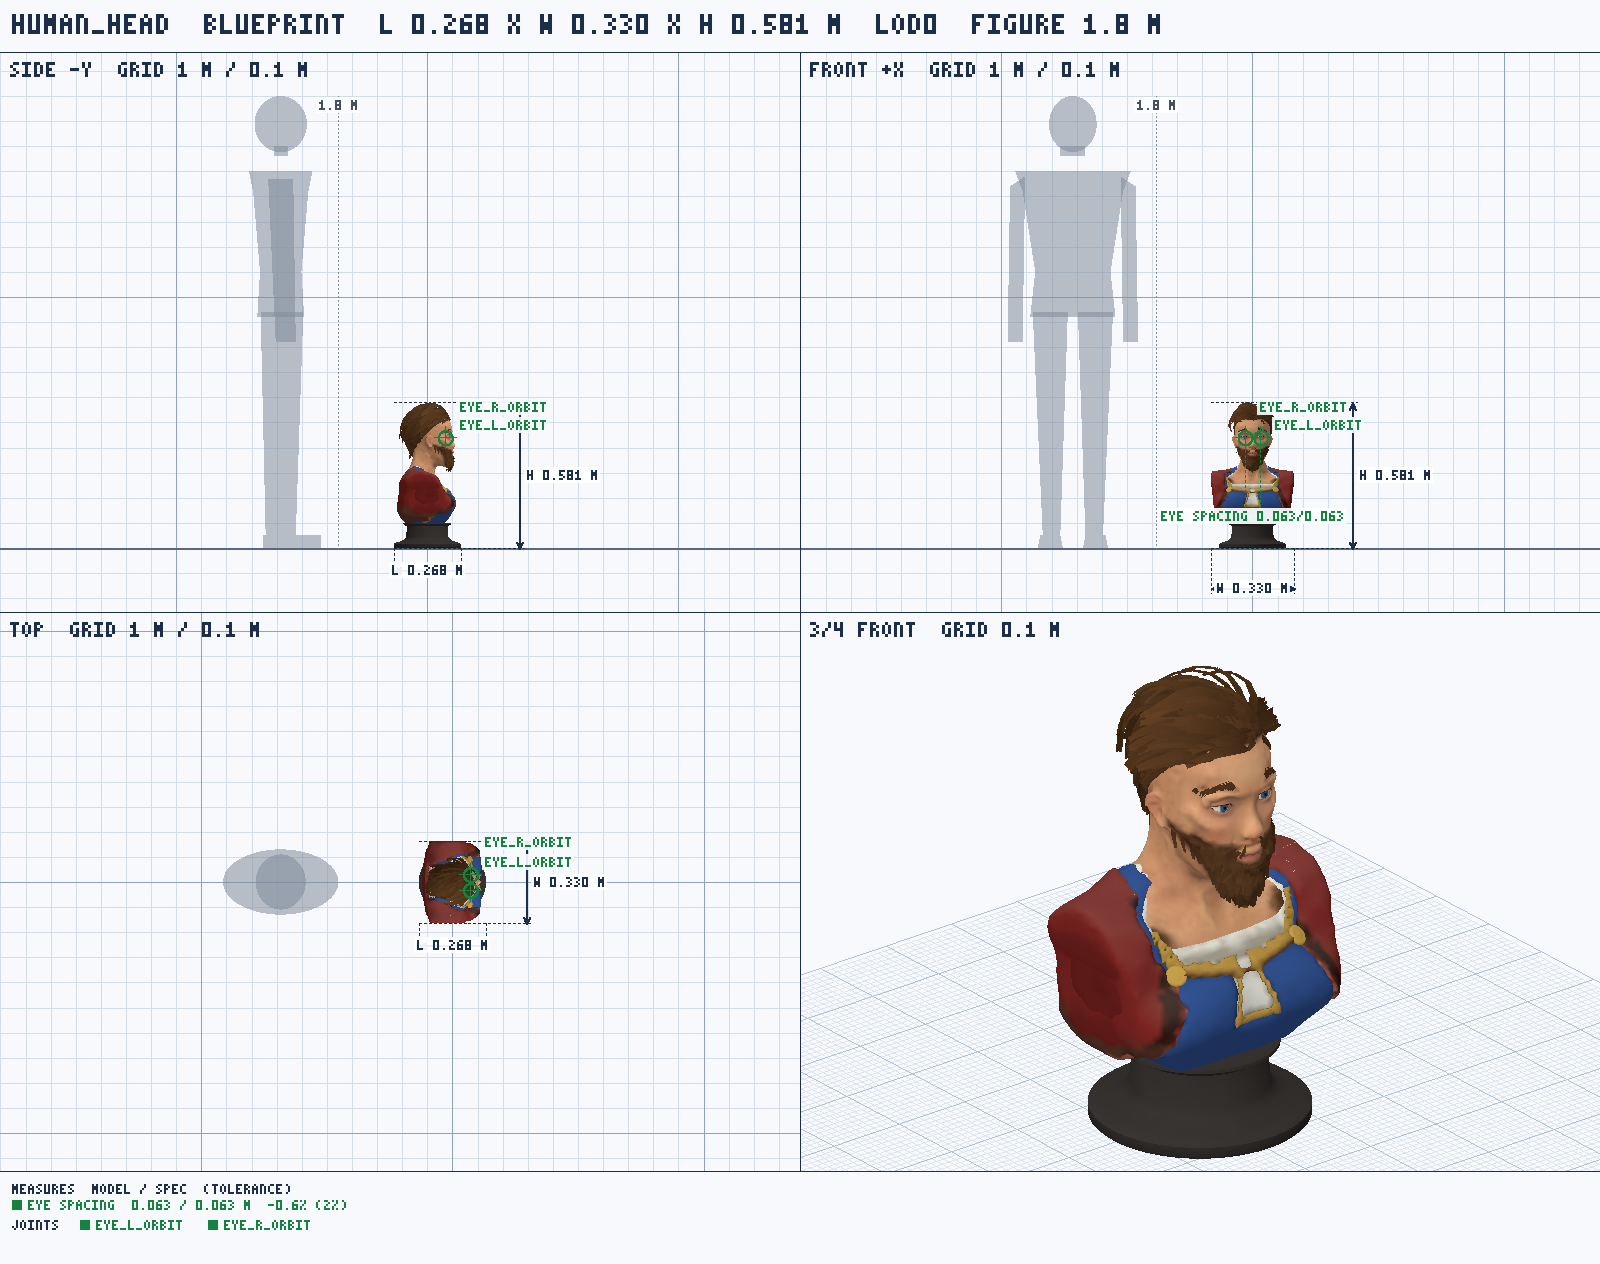 HUMAN_HEAD BLUEPRINT L 0.268 X W 0.330 X H 0.581 M LOD0 FIGURE 1.8 M
SIDE -Y GRID 1 M / 0.1 M
1.8 M
EYE_R_ORBIT
EYE_L_ORBIT
H 0.581 M
L 0.268 M
FRONT +X GRID 1 M / 0.1 M
1.8 M
EYE_R_ORBIT
EYE_L_ORBIT
H 0.581 M
EYE SPACING 0.063/0.063
W 0.330 M
TOP GRID 1 M / 0.1 M
EYE_R_ORBIT
EYE_L_ORBIT
W 0.330 M
L 0.268 M
3/4 FRONT GRID 0.1 M
MEASURES MODEL / SPEC (TOLERANCE)
EYE SPACING 0.063 / 0.063 M -0.6% (2%)
JOINTS EYE_L_ORBIT EYE_R_ORBIT